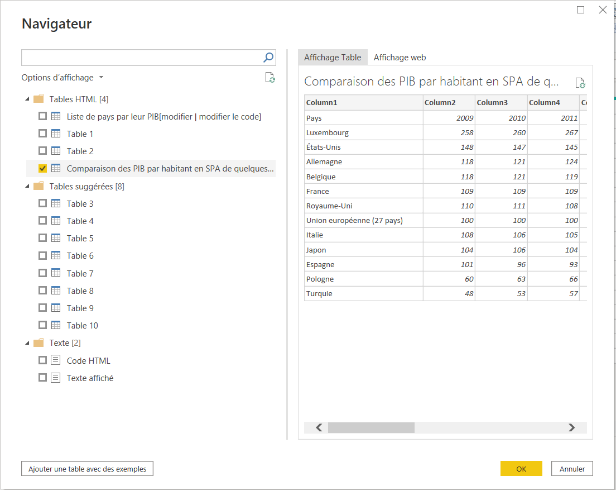 Navigateur
Options d'affichage
Tables HTML [4]
Liste de pays par leur PIB[modifier | modifier le code]
Table 1
Table 2
Comparaison des PIB par habitant en SPA de quelques...
Tables suggérées [8]
Table 3
Table 4
Table 5
Table 6
Table 7
Table 8
Table 9
Table 10
Texte [2]
Code HTML
Texte affiché
Affichage Table Affichage web
Comparaison des PIB par habitant en SPA de q...
Column1 Column2 Column3 Column4
Pays 2009 2010 2011
Luxembourg 258 260 267
États-Unis 148 147 145
Allemagne 118 121 124
Belgique 118 121 119
France 109 109 109
Royaume-Uni 110 111 108
Union européenne (27 pays) 100 100 100
Italie 108 106 105
Japon 104 106 104
Espagne 101 96 93
Pologne 60 63 66
Turquie 48 53 57
Ajouter une table avec des exemples OK Annuler